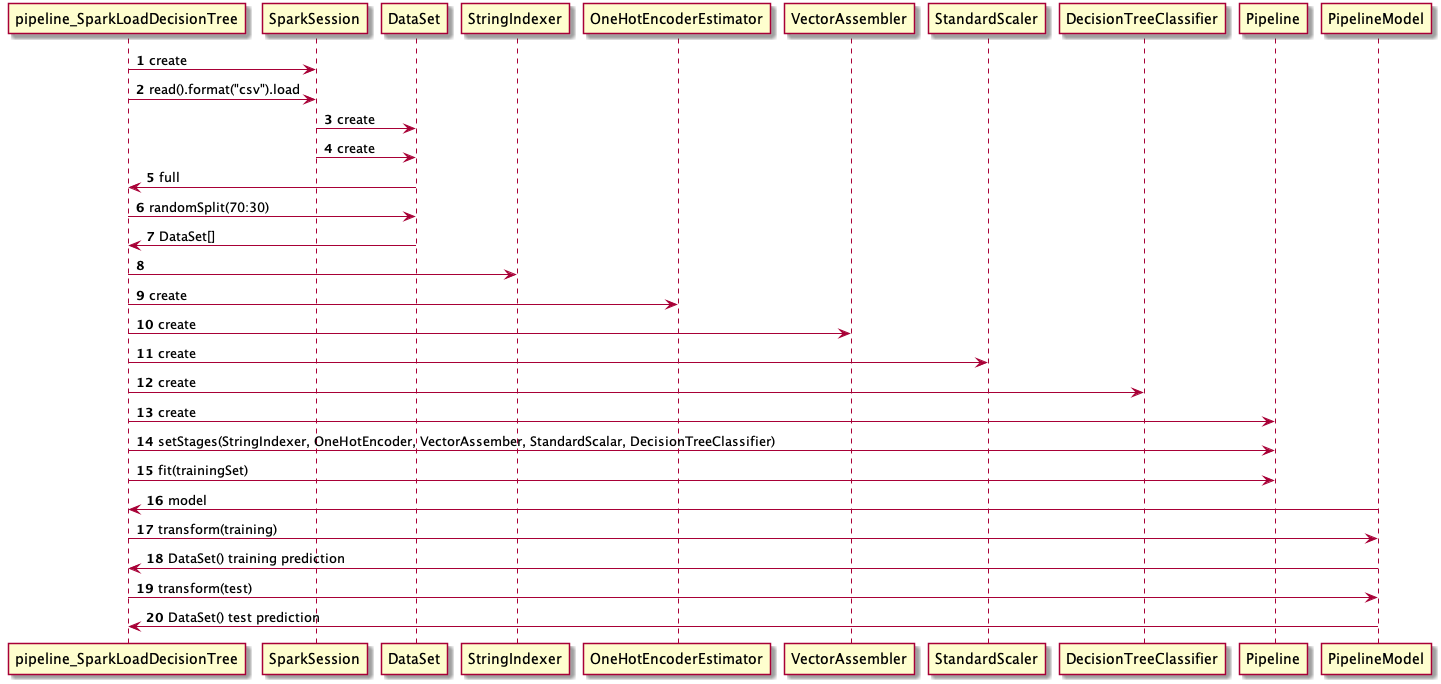 pipeline_SparkLoadDecisionTree SparkSession DataSet StringIndexer OneHotEncoderEstimator VectorAssembler StandardScaler DecisionTreeClassifier Pipeline PipelineModel
1 create
2 read().format("csv").load
3 create
4 create
5 full
6 randomSplit(70:30)
7 DataSet[]
8
9 create
10 create
11 create
12 create
13 create
14 setStages(StringIndexer, OneHotEncoder, VectorAssember, StandardScalar, DecisionTreeClassifier)
15 fit(trainingSet)
16 model
17 transform(training)
18 DataSet() training prediction
19 transform(test)
20 DataSet() test prediction
pipeline_SparkLoadDecisionTree SparkSession DataSet StringIndexer OneHotEncoderEstimator VectorAssembler StandardScaler DecisionTreeClassifier Pipeline PipelineModel